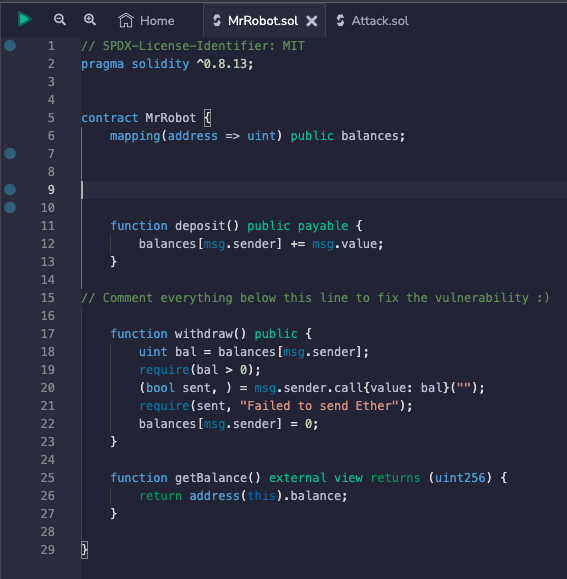 Home MrRobot.sol Attack.sol
1 // SPDX-License-Identifier: MIT
2 pragma solidity ^0.8.13;
3
4
5 contract MrRobot {
6 mapping(address => uint) public balances;
7
8
9
10
11 function deposit() public payable {
12 balances[msg.sender] += msg.value;
13 }
14
15 // Comment everything below this line to fix the vulnerability :)
16
17 function withdraw() public {
18 uint bal = balances[msg.sender];
19 require(bal > 0);
20 (bool sent, ) = msg.sender.call{value: bal}("");
21 require(sent, "Failed to send Ether");
22 balances[msg.sender] = 0;
23 }
24
25 function getBalance() external view returns (uint256) {
26 return address(this).balance;
27 }
28
29 }